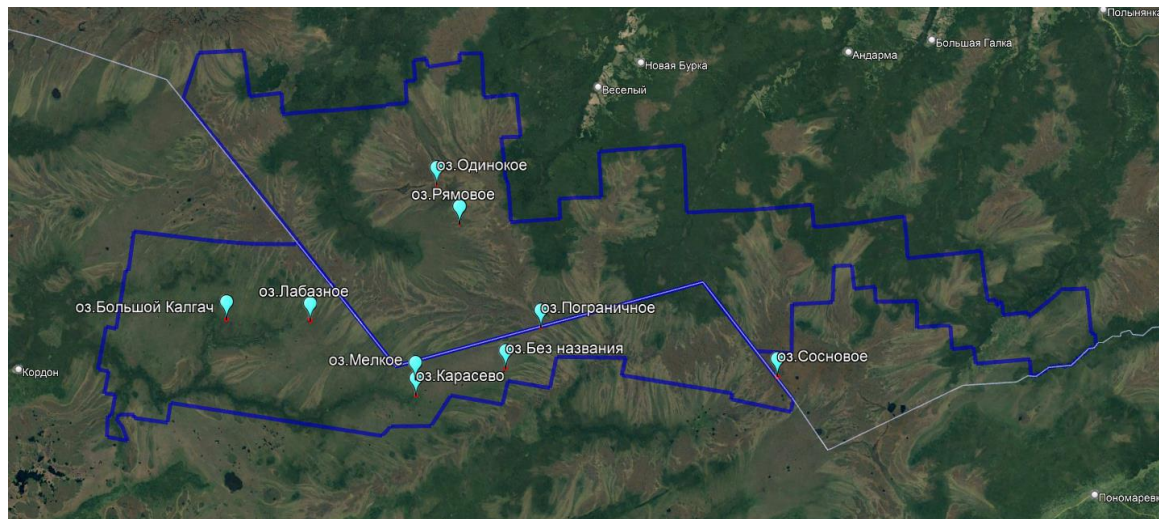 Полынянка
Большая Галка
Андарма
Новая Бурка
Веселый
оз.Одинокое
оз.Рямовое
оз.Лабазное
оз.Большой Калгач
оз.Пограничное
оз.Без названия
оз.Мелкое
оз.Сосновое
Кордон
оз.Карасево
Пономаревк